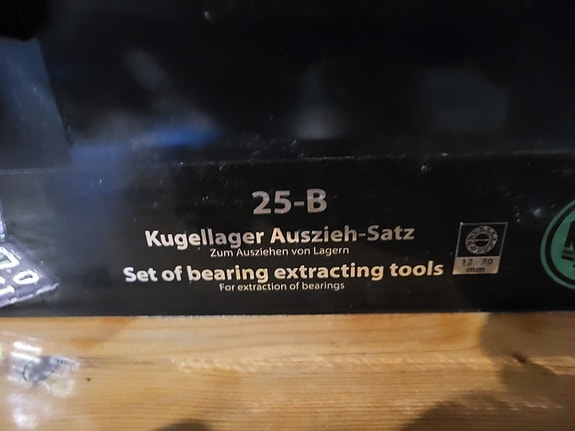 25-B
Kugellager Auszieh-Satz
Zum Ausziehen von Lagern
Set of bearing extracting tools
For extraction of bearings
12 - 70
mm